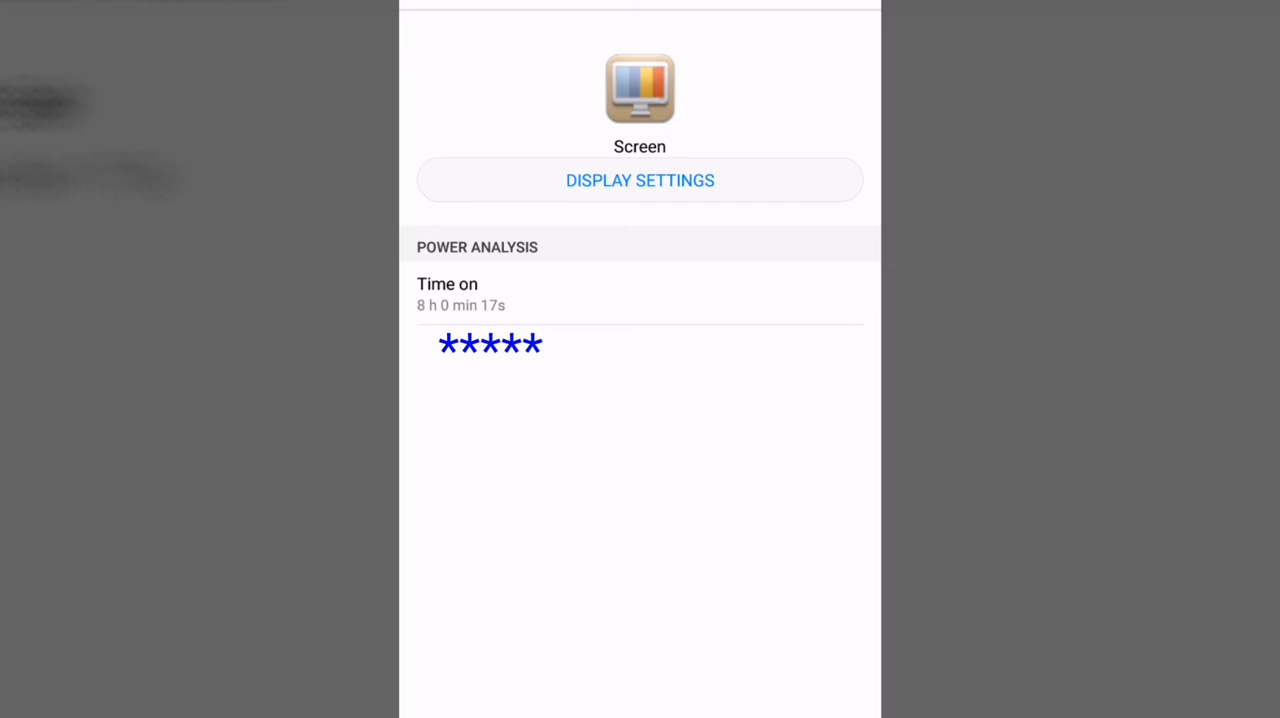 Screen
DISPLAY SETTINGS
POWER ANALYSIS
Time on
8 h 0 min 17s
*****